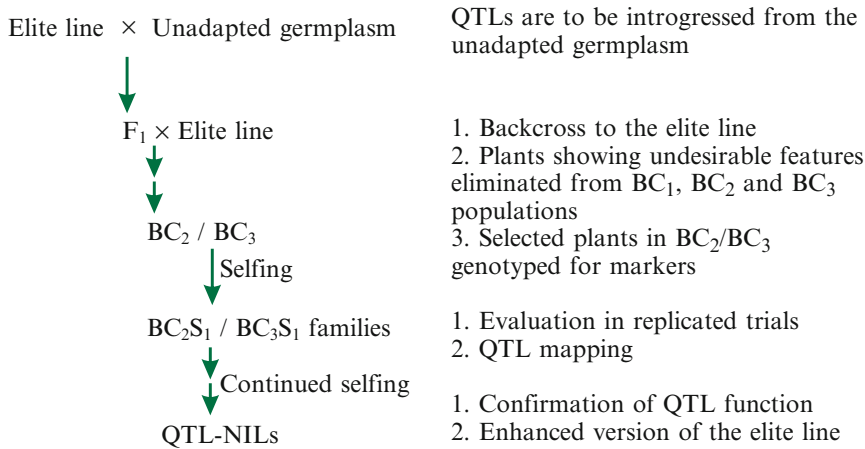 Elite line × Unadapted germplasm
QTLs are to be introgressed from the
unadapted germplasm
F₁ × Elite line
1. Backcross to the elite line
2. Plants showing undesirable features
eliminated from BC₁, BC₂ and BC₃
populations
BC₂ / BC₃
3. Selected plants in BC₂/BC₃
genotyped for markers
Selfing
BC₂S₁ / BC₃S₁ families
1. Evaluation in replicated trials
2. QTL mapping
Continued selfing
1. Confirmation of QTL function
QTL-NILs
2. Enhanced version of the elite line